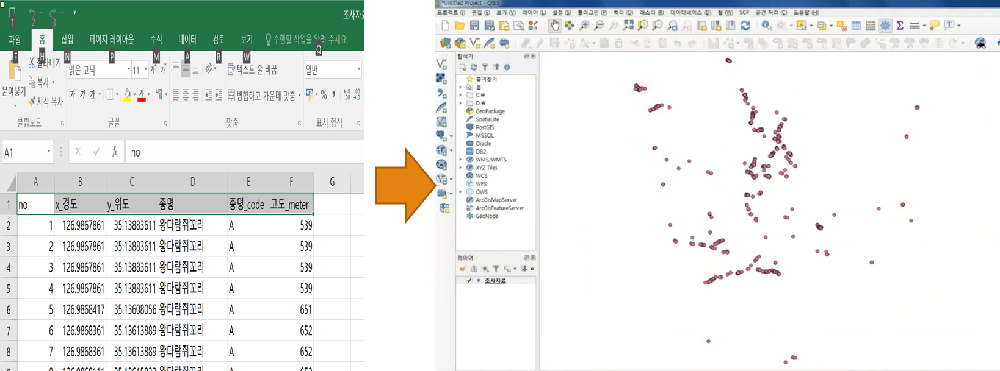 조사자료
1 2 3
파일 홈 삽입 페이지 레이아웃 수식 데이터 검토 보기 수행할 작업을 알려 주세요.
F H N P M A R W Q
잘라내기
복사
서식 복사
붙여넣기
맑은 고딕 11 가 가
가 가 가 가 내천
텍스트 줄 바꿈
병합하고 가운데 맞춤
일반
% ,
클립보드 글꼴 맞춤 표시 형식
A1 fx no
A B C D E F G
1 no x_경도 y_위도 종명 종명_code 고도_meter
2 1 126.9867861 35.13883611 왕다람쥐꼬리 A 539
3 2 126.9867861 35.13883611 왕다람쥐꼬리 A 539
4 3 126.9867861 35.13883611 왕다람쥐꼬리 A 539
5 4 126.9867861 35.13883611 왕다람쥐꼬리 A 539
6 5 126.9868417 35.13608056 왕다람쥐꼬리 A 651
7 6 126.9868361 35.13613889 왕다람쥐꼬리 A 652
8 7 126.9868361 35.13613889 왕다람쥐꼬리 A 652
*Untitled Project - QGIS
프로젝트(J) 편집(E) 보기(V) 레이어(L) 설정(S) 플러그인(P) 벡터(O) 래스터(R) 데이터베이스(D) 웹(W) SCP 공간 처리(C) 도움말(H)
탐색기
즐겨찾기
홈
C:₩
D:₩
GeoPackage
SpatiaLite
PostGIS
MSSQL
Oracle
DB2
WMS/WMTS
XYZ Tiles
WCS
WFS
OWS
ArcGisMapServer
ArcGisFeatureServer
GeoNode
레이어
조사자료